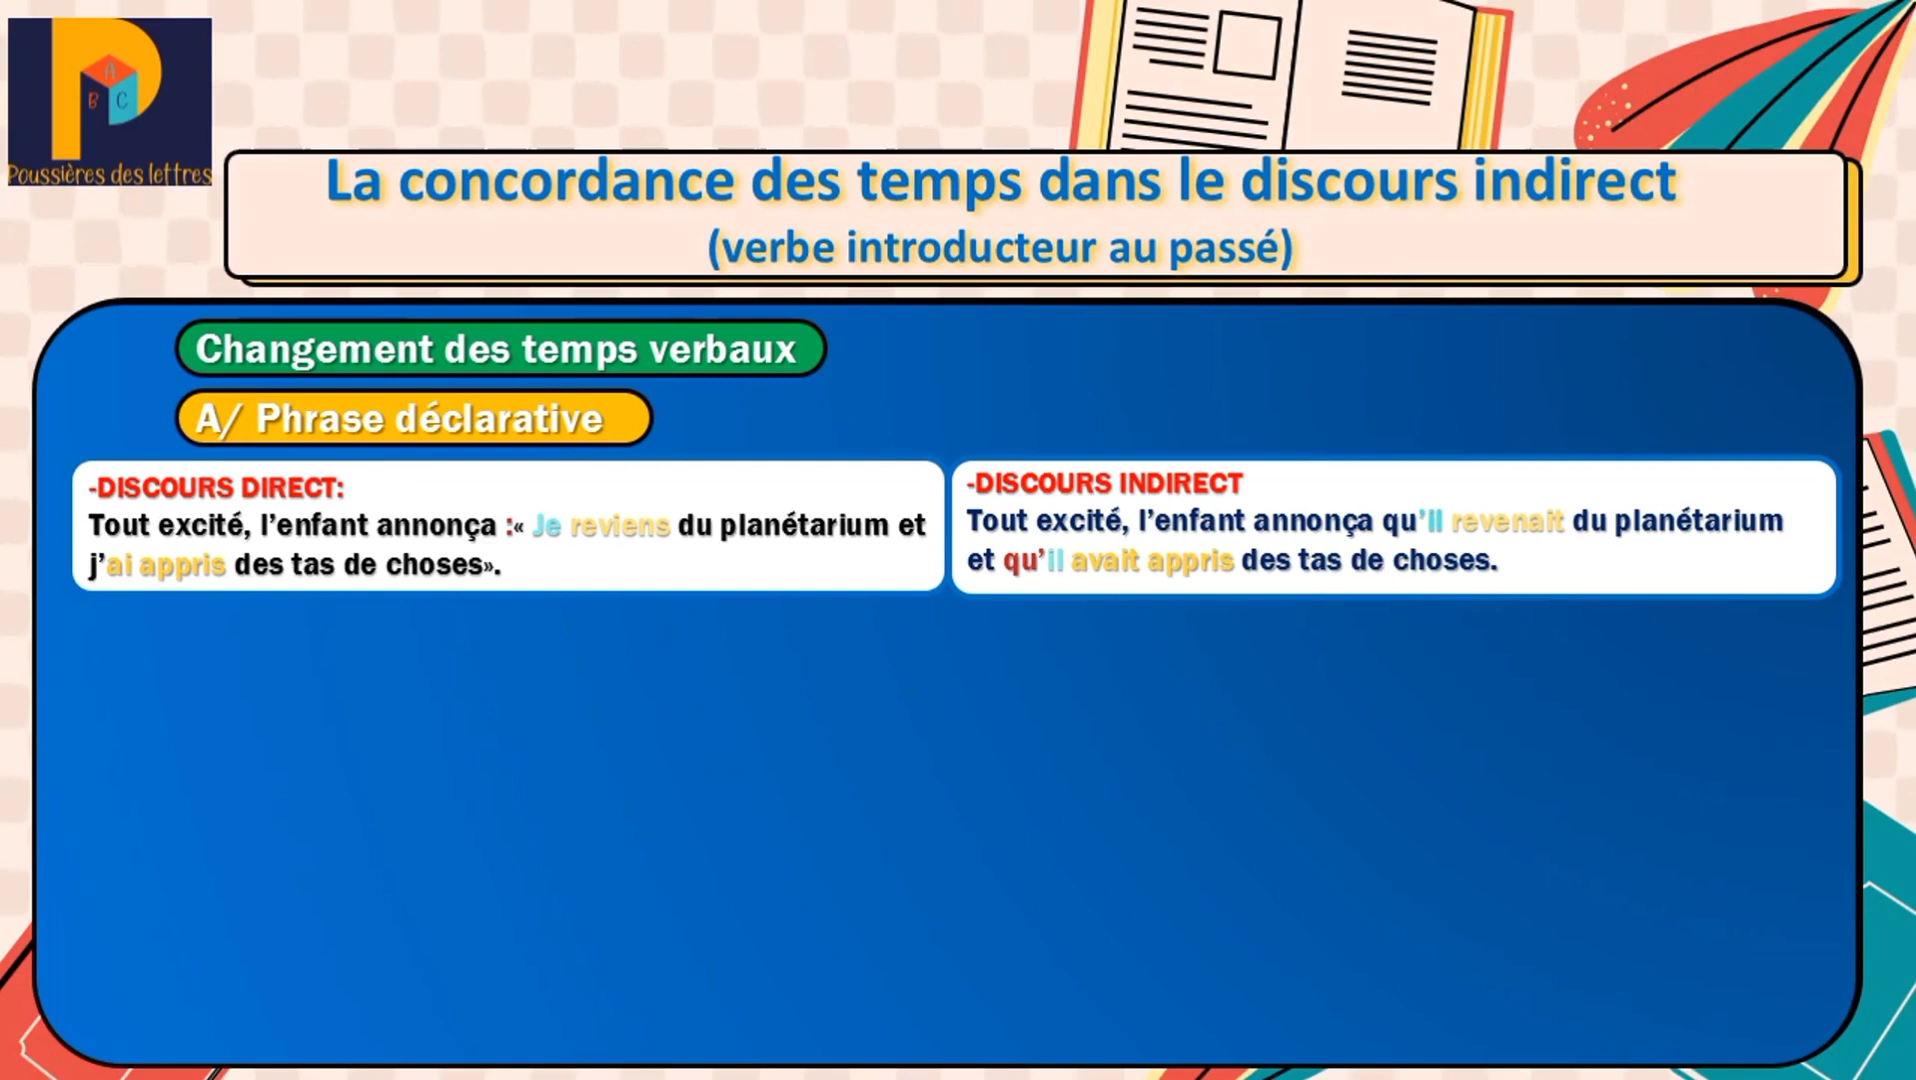 A
B C
Poussières des lettres
La concordance des temps dans le discours indirect
(verbe introducteur au passé)
Changement des temps verbaux
A/ Phrase déclarative
-DISCOURS DIRECT:
Tout excité, l’enfant annonça :« Je reviens du planétarium et
j’ai appris des tas de choses».
-DISCOURS INDIRECT
Tout excité, l’enfant annonça qu’il revenait du planétarium
et qu’il avait appris des tas de choses.